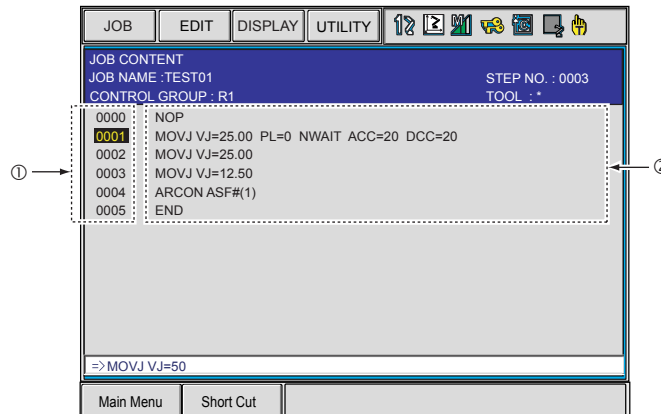 JOB EDIT DISPLAY UTILITY
JOB CONTENT
JOB NAME :TEST01 STEP NO. : 0003
CONTROL GROUP : R1 TOOL : *
0000 NOP
0001 MOVJ VJ=25.00 PL=0 NWAIT ACC=20 DCC=20
0002 MOVJ VJ=25.00
0003 MOVJ VJ=12.50
0004 ARCON ASF#(1)
0005 END
①
②
=>MOVJ VJ=50
Main Menu Short Cut